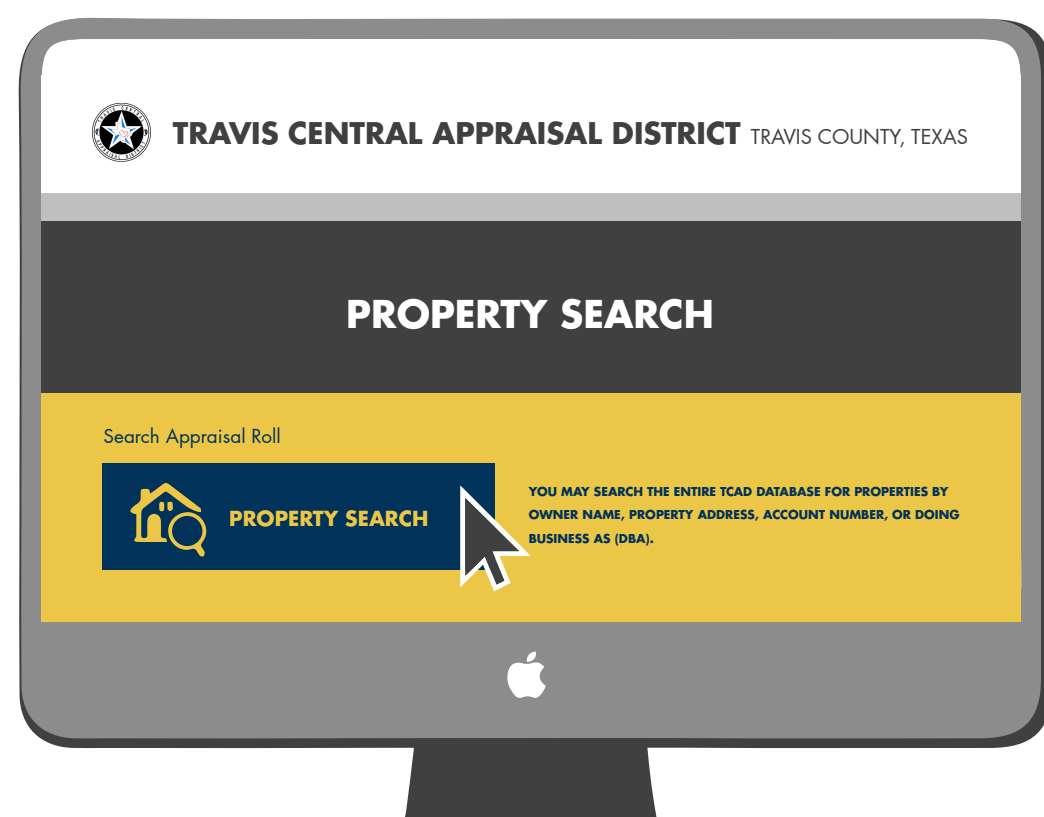 TRAVIS CENTRAL APPRAISAL DISTRICT TRAVIS COUNTY, TEXAS
PROPERTY SEARCH
Search Appraisal Roll
PROPERTY SEARCH
YOU MAY SEARCH THE ENTIRE TCAD DATABASE FOR PROPERTIES BY
OWNER NAME, PROPERTY ADDRESS, ACCOUNT NUMBER, OR DOING
BUSINESS AS (DBA).